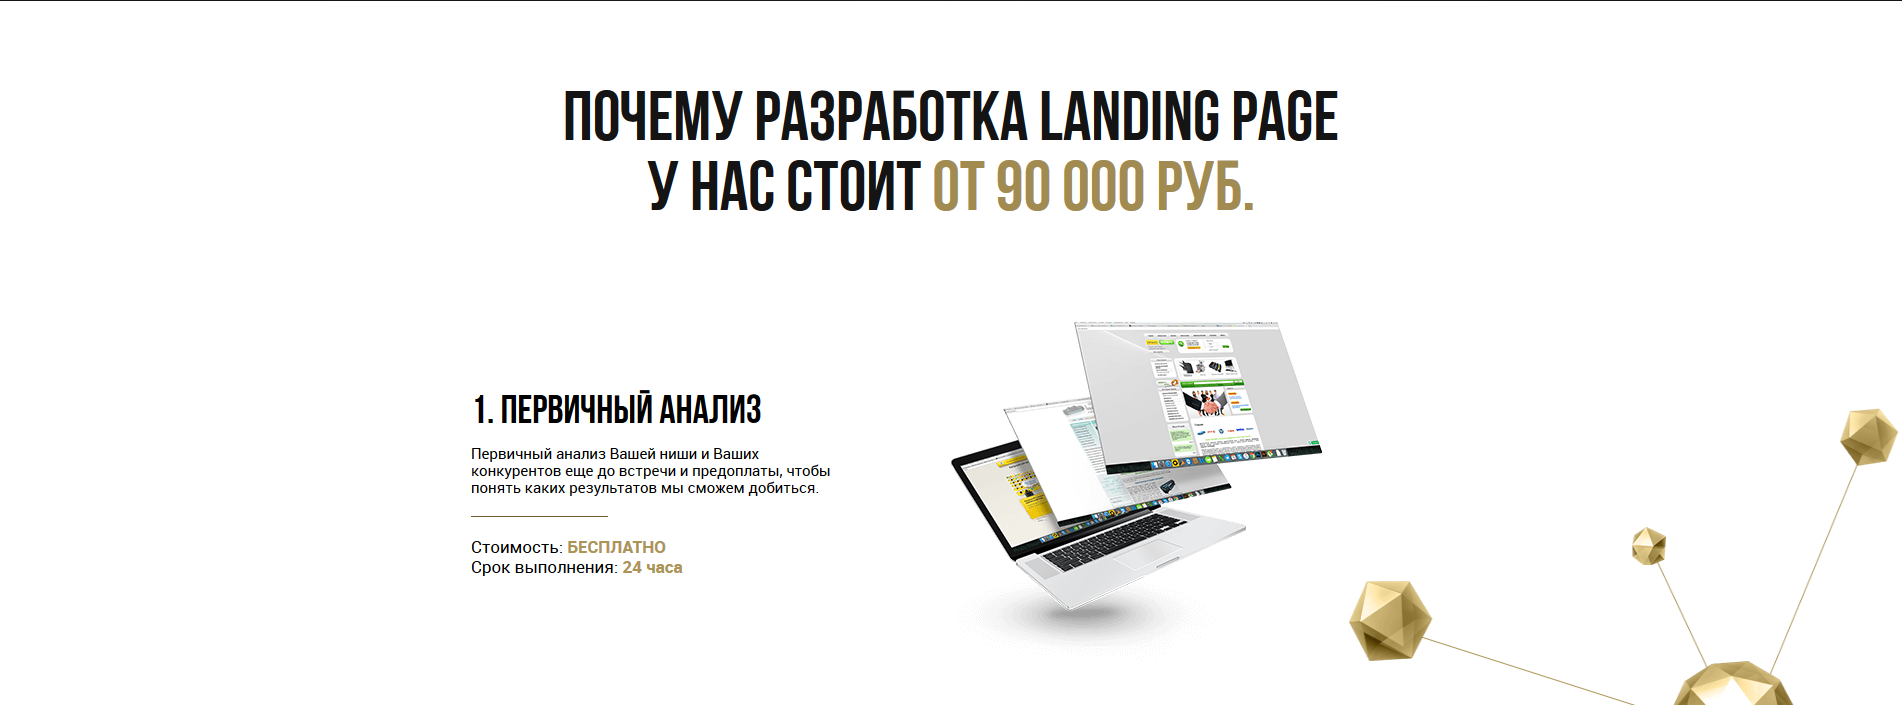 ПОЧЕМУ РАЗРАБОТКА LANDING PAGE
У НАС СТОИТ ОТ 90 000 РУБ.
1. ПЕРВИЧНЫЙ АНАЛИЗ
Первичный анализ Вашей ниши и Ваших
конкурентов еще до встречи и предоплаты, чтобы
понять каких результатов мы сможем добиться.
Стоимость: БЕСПЛАТНО
Срок выполнения: 24 часа